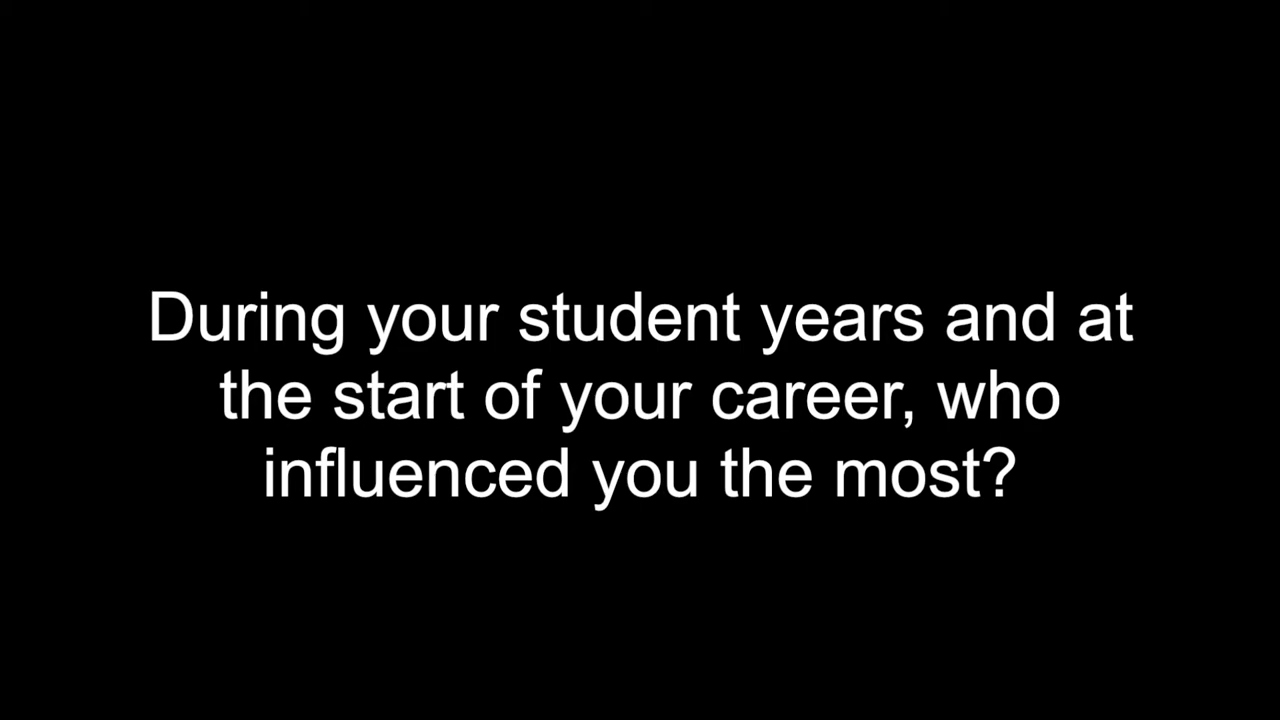 During your student years and at
the start of your career, who
influenced you the most?